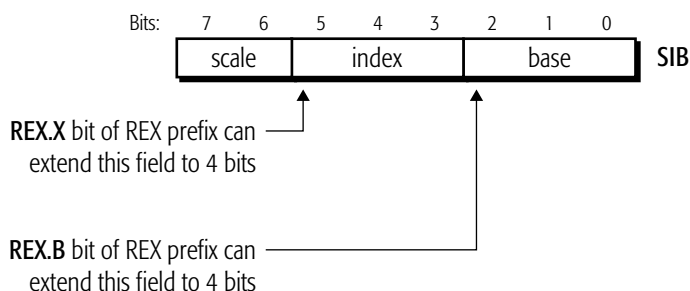 Bits: 7 6 5 4 3 2 1 0
scale index base SIB
REX.X bit of REX prefix can
extend this field to 4 bits
REX.B bit of REX prefix can
extend this field to 4 bits